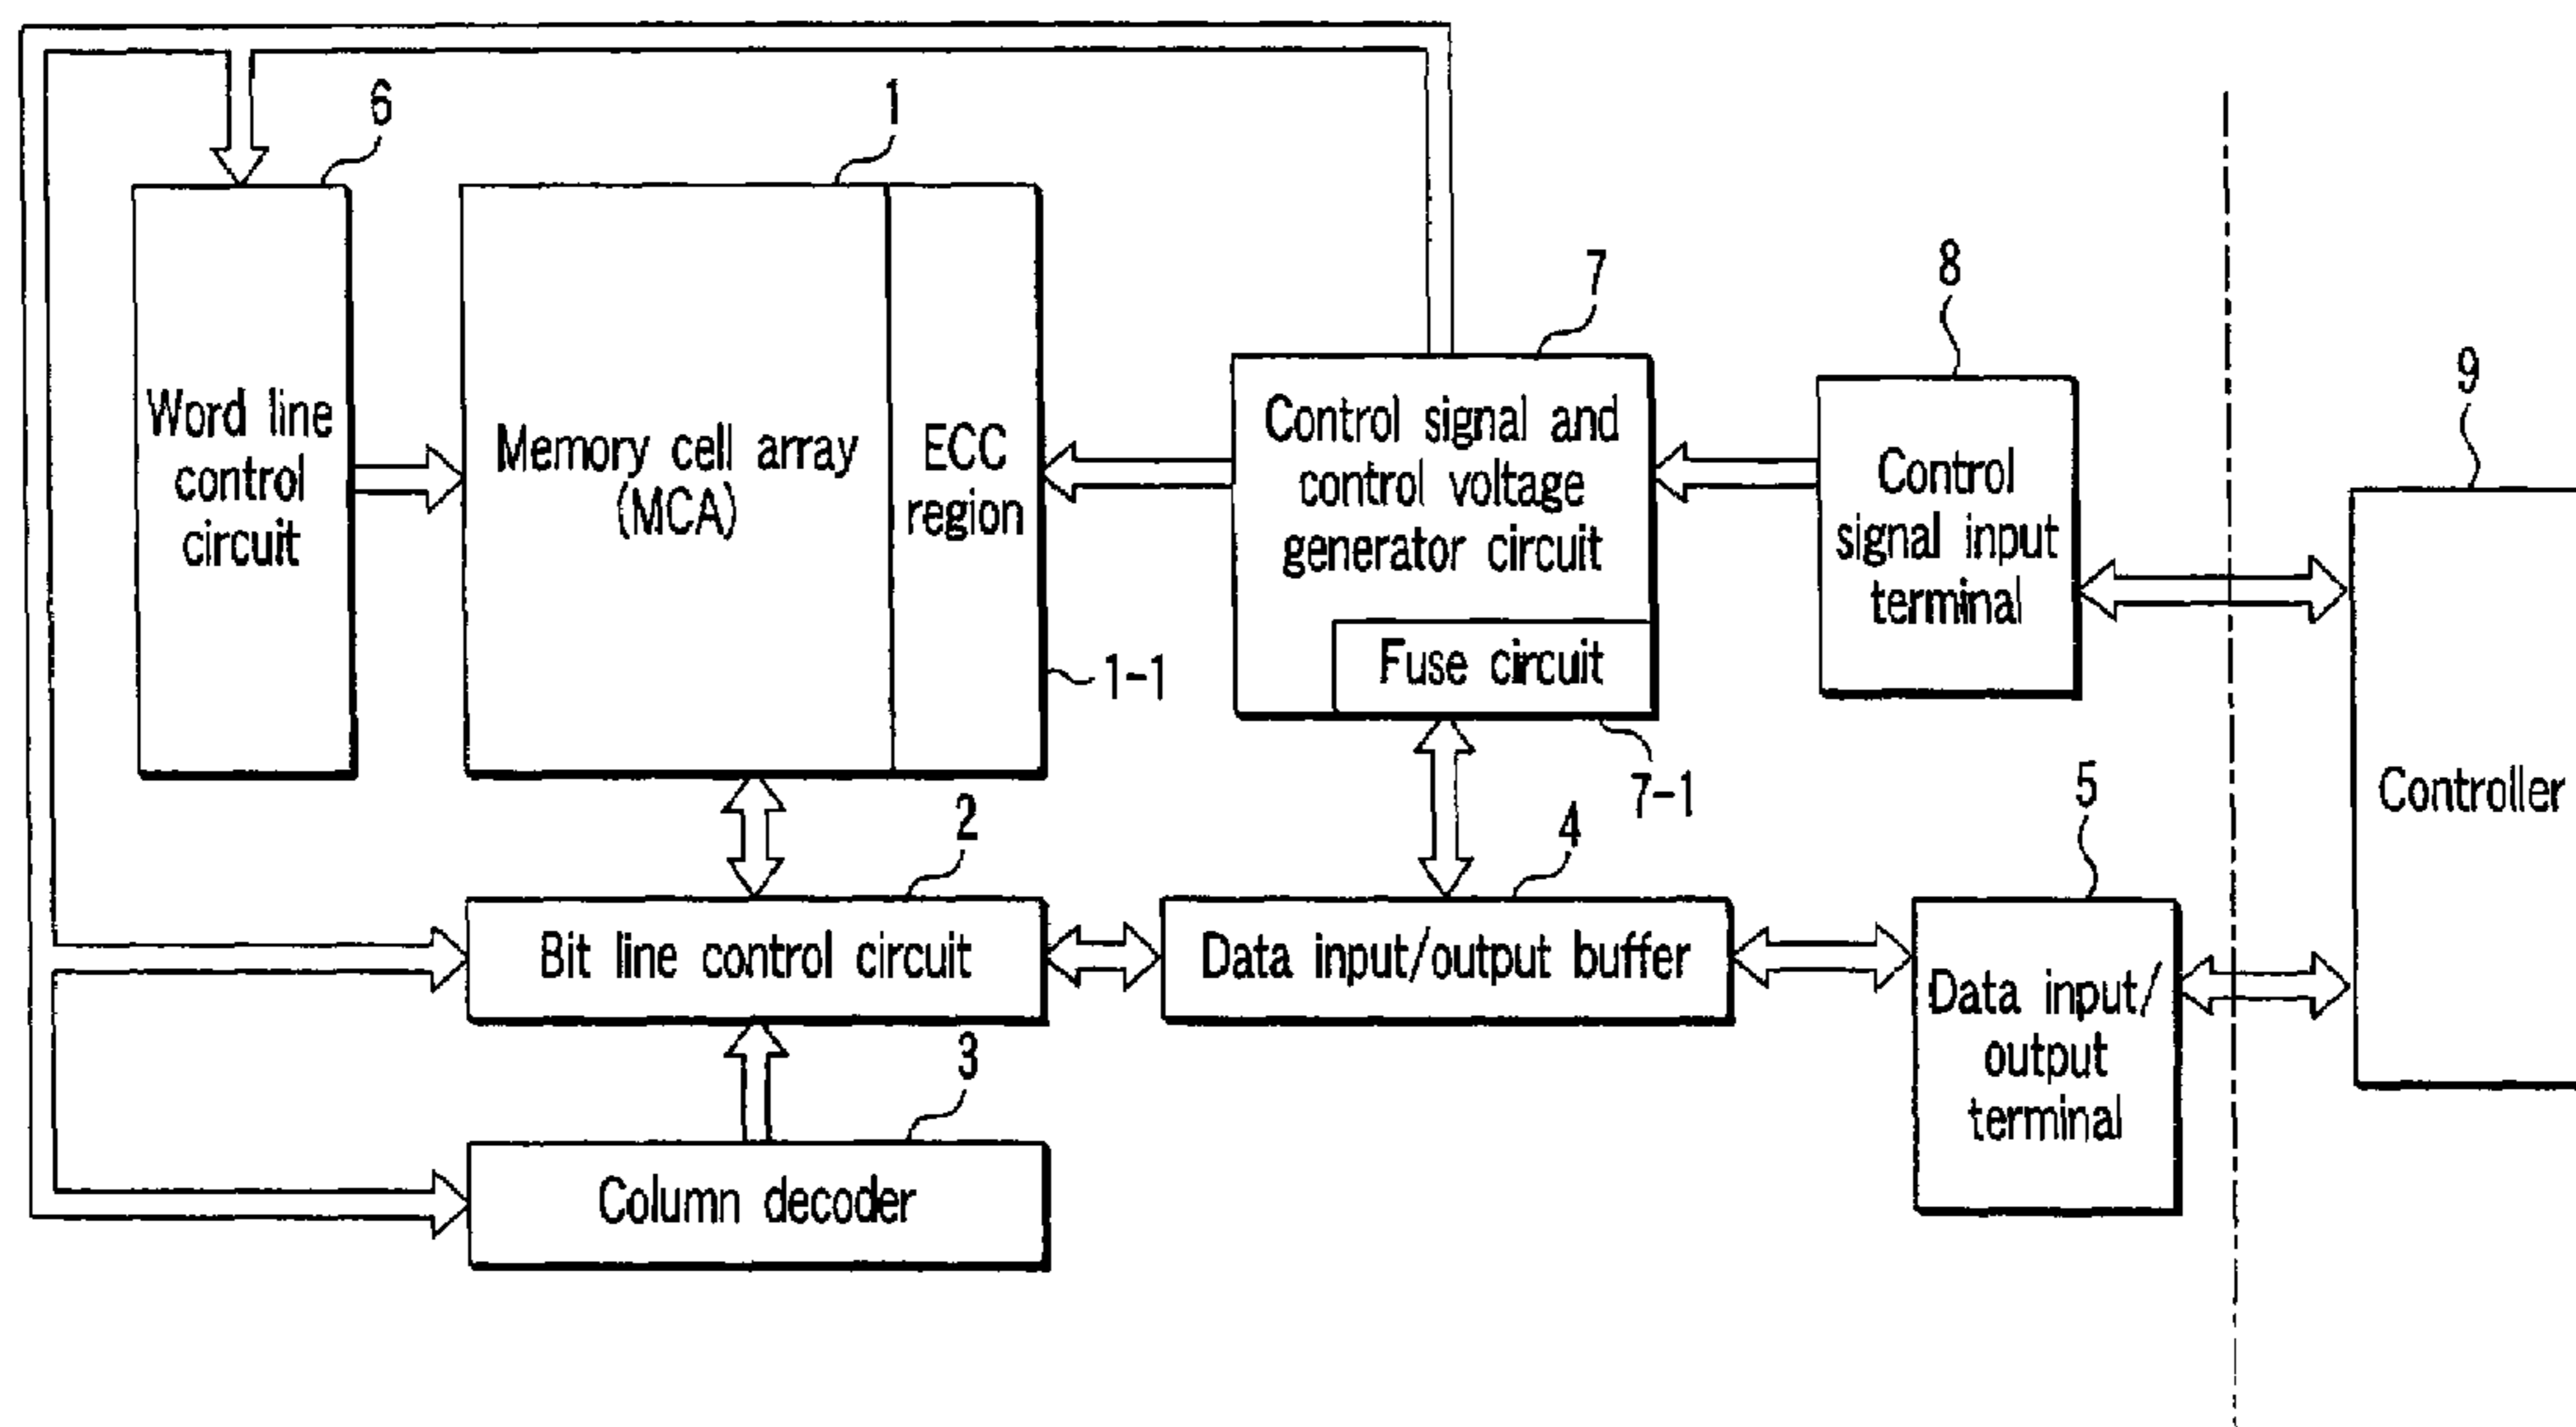 6
1
Word line
control
circuit
Memory cell array
(MCA)
ECC
region
1-1
7
Control signal and
control voltage
generator circuit
Fuse circuit
7-1
8
Control
signal input
terminal
9
Controller
2
Bit line control circuit
4
Data input/output buffer
5
Data input/
output
terminal
3
Column decoder